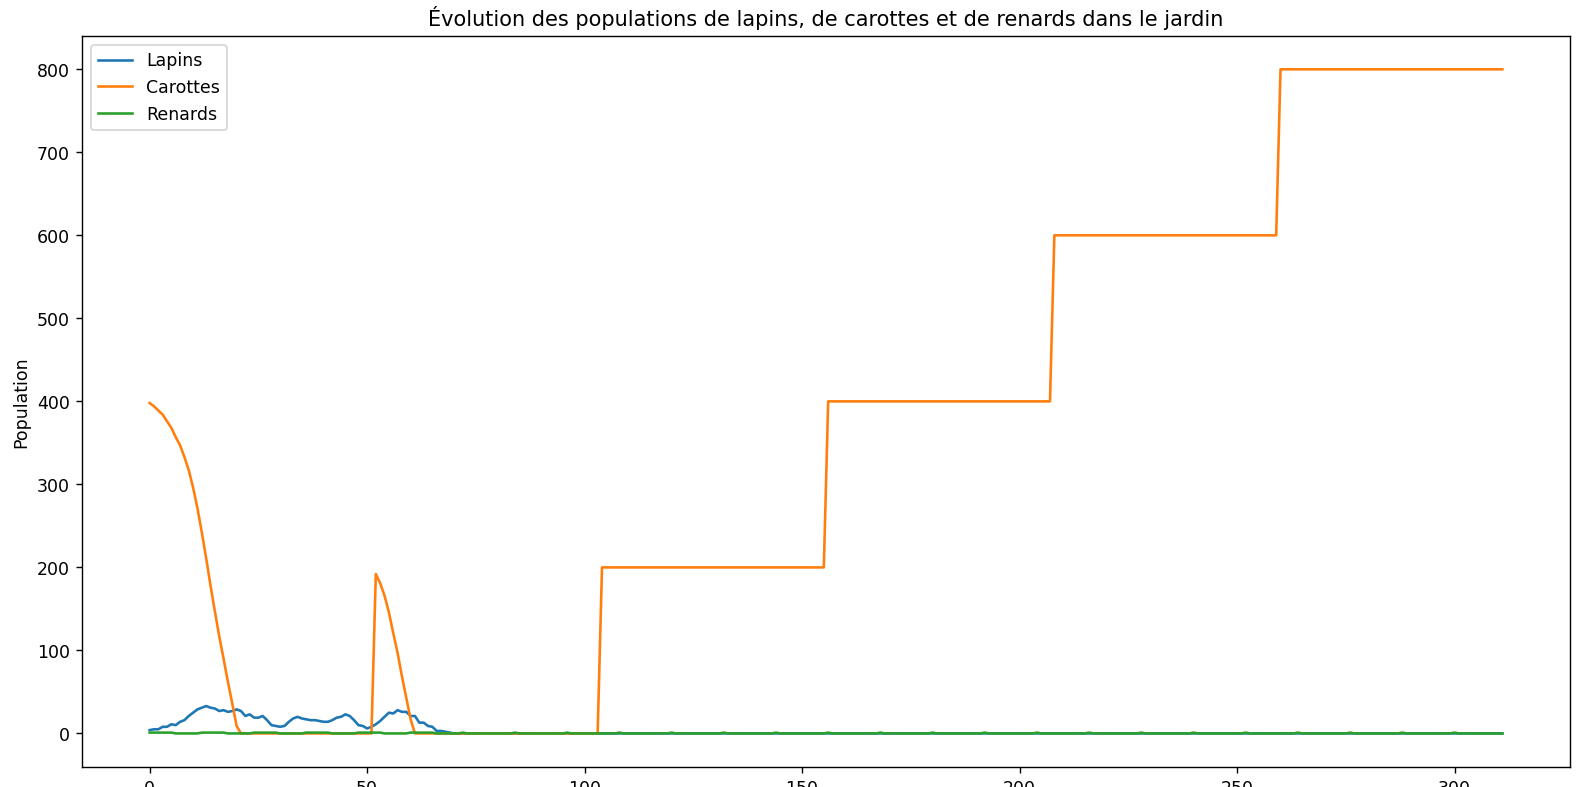 Évolution des populations de lapins, de carottes et de renards dans le jardin
Lapins
Carottes
Renards
800
700
600
500
400
300
200
100
0
Population
0 50 100 150 200 250 300